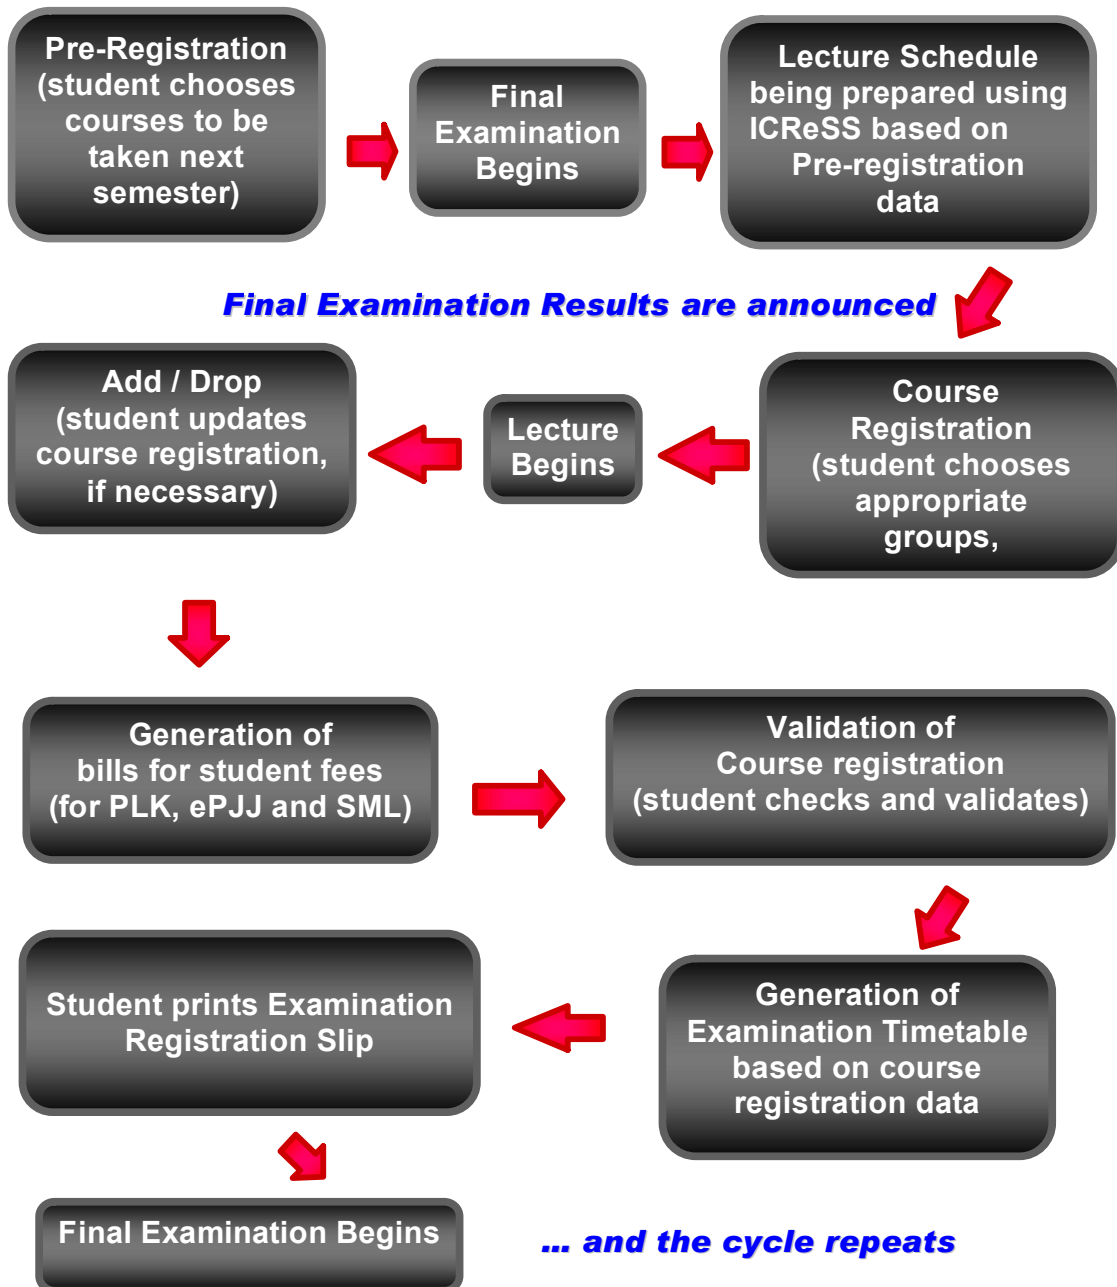 Pre-Registration
(student chooses
courses to be
taken next
semester)
Final
Examination
Begins
Lecture Schedule
being prepared using
ICReSS based on
Pre-registration
data
Final Examination Results are announced
Course
Registration
(student chooses
appropriate
groups,
Lecture
Begins
Add / Drop
(student updates
course registration,
if necessary)
Generation of
bills for student fees
(for PLK, ePJJ and SML)
Validation of
Course registration
(student checks and validates)
Generation of
Examination Timetable
based on course
registration data
Student prints Examination
Registration Slip
Final Examination Begins
... and the cycle repeats